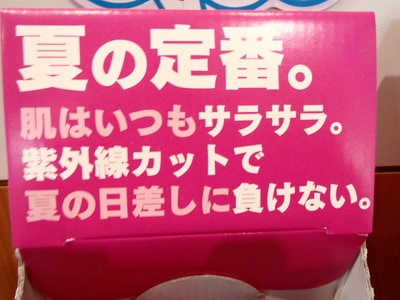 夏の定番。
肌はいつもサラサラ。
紫外線カットで
夏の日差しに負けない。